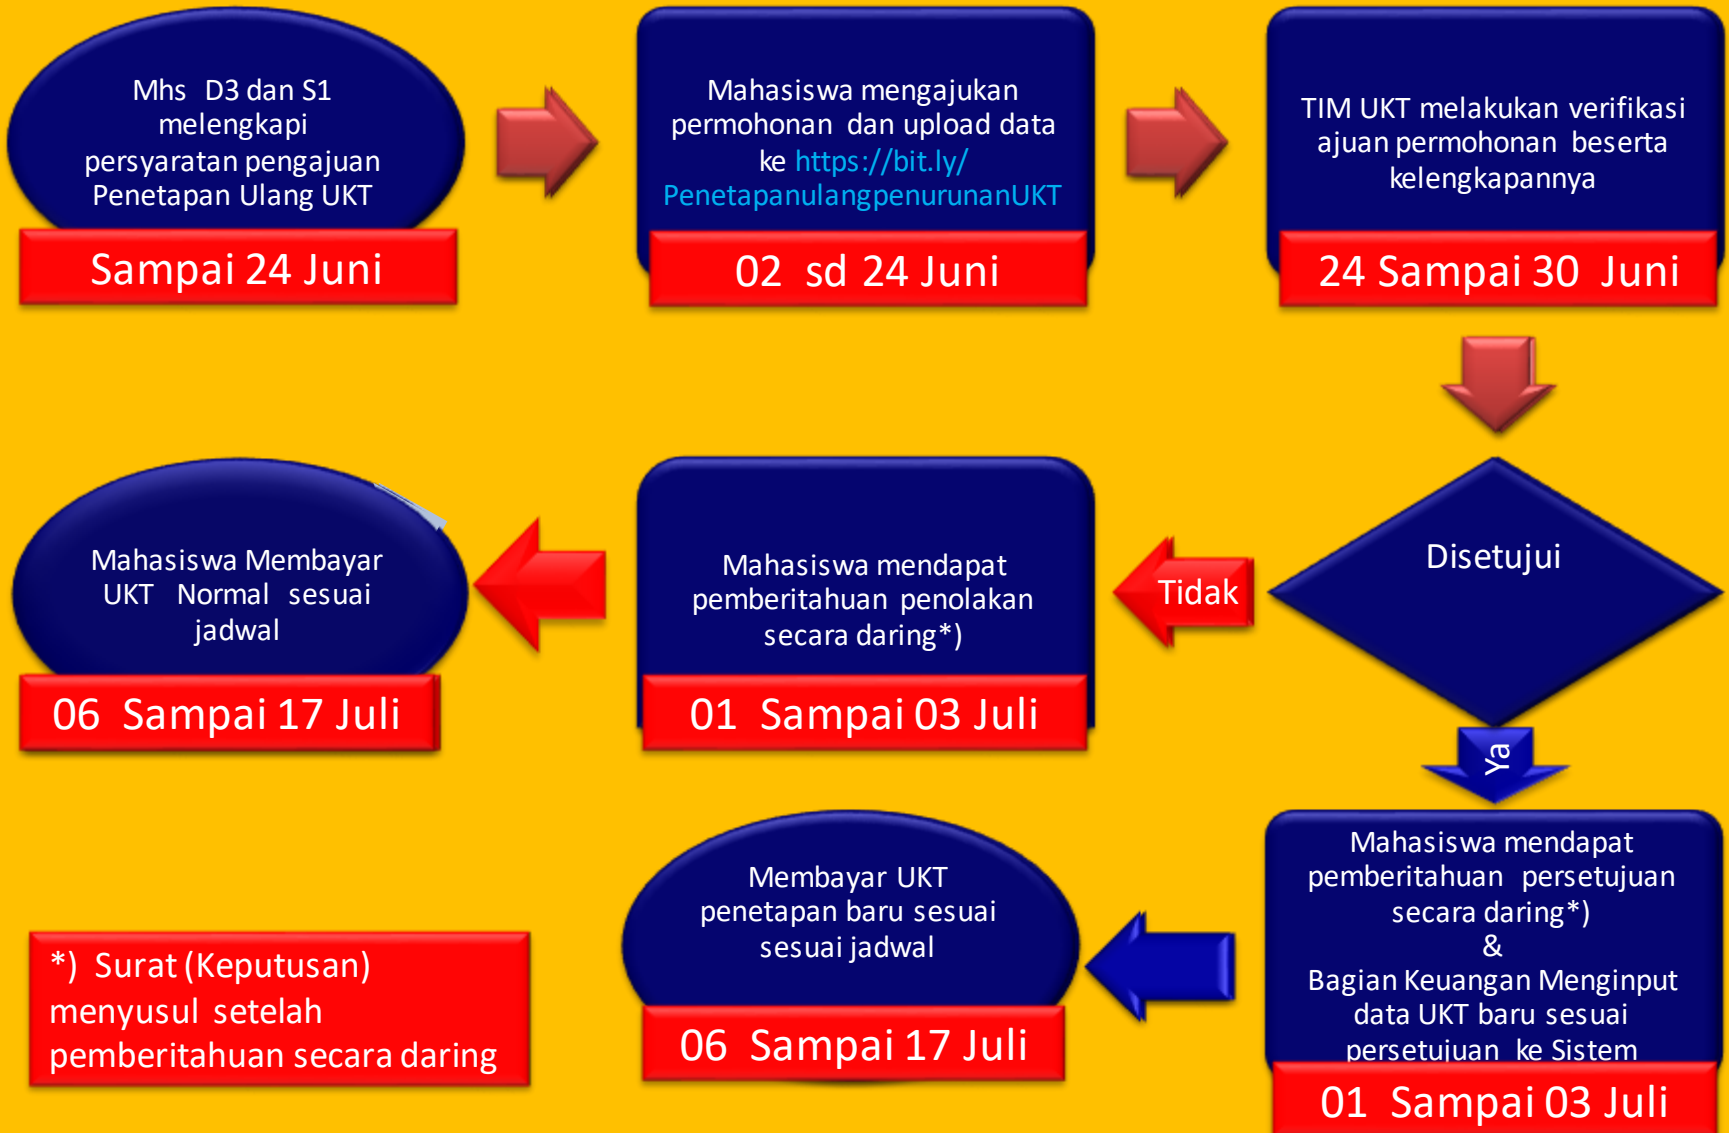 Mhs D3 dan S1
melengkapi
persyaratan pengajuan
Penetapan Ulang UKT
Sampai 24 Juni
Mahasiswa mengajukan
permohonan dan upload data
ke https://bit.ly/
PenetapanulangpenurunanUKT
02 sd 24 Juni
TIM UKT melakukan verifikasi
ajuan permohonan beserta
kelengkapannya
24 Sampai 30 Juni
Disetujui
Tidak
Mahasiswa mendapat
pemberitahuan penolakan
secara daring*)
01 Sampai 03 Juli
Mahasiswa Membayar
UKT Normal sesuai
jadwal
06 Sampai 17 Juli
Ya
Mahasiswa mendapat
pemberitahuan persetujuan
secara daring*)
&
Bagian Keuangan Menginput
data UKT baru sesuai
persetujuan ke Sistem
01 Sampai 03 Juli
Membayar UKT
penetapan baru sesuai
sesuai jadwal
06 Sampai 17 Juli
*) Surat (Keputusan)
menyusul setelah
pemberitahuan secara daring